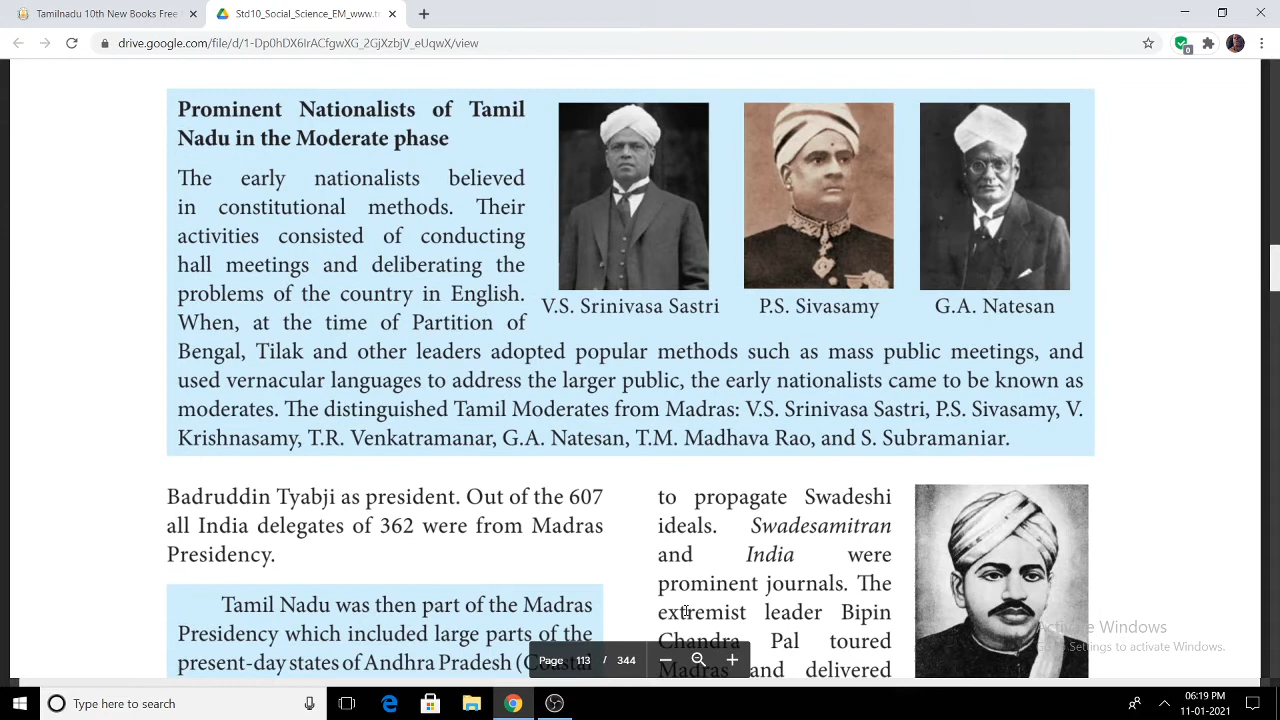 Tamilnadu 10th New Books Free
Std10_Social_Science_EM_www.t
drive.google.com/file/d/1-Dp0hDX6IrACfgwXG_2GjXzbjV_eUqwX/view
0
Prominent Nationalists of Tamil
Nadu in the Moderate phase
The early nationalists believed
in constitutional methods. Their
activities consisted of conducting
hall meetings and deliberating the
problems of the country in English.
When, at the time of Partition of
V.S. Srinivasa Sastri P.S. Sivasamy G.A. Natesan
Bengal, Tilak and other leaders adopted popular methods such as mass public meetings, and
used vernacular languages to address the larger public, the early nationalists came to be known as
moderates. The distinguished Tamil Moderates from Madras: V.S. Srinivasa Sastri, P.S. Sivasamy, V.
Krishnasamy, T.R. Venkatramanar, G.A. Natesan, T.M. Madhava Rao, and S. Subramaniar.
Badruddin Tyabji as president. Out of the 607
all India delegates of 362 were from Madras
Presidency.
Tamil Nadu was then part of the Madras
Presidency which included large parts of the
present-day states of Andhra Pradesh (Coastal
to propagate Swadeshi
ideals. Swadesamitran
and India were
prominent journals. The
extremist leader Bipin
Chandra Pal toured
Madras and delivered
Activate Windows
Go to Settings to activate Windows.
Page 113 / 344
Type here to search
06:19 PM
11-01-2021